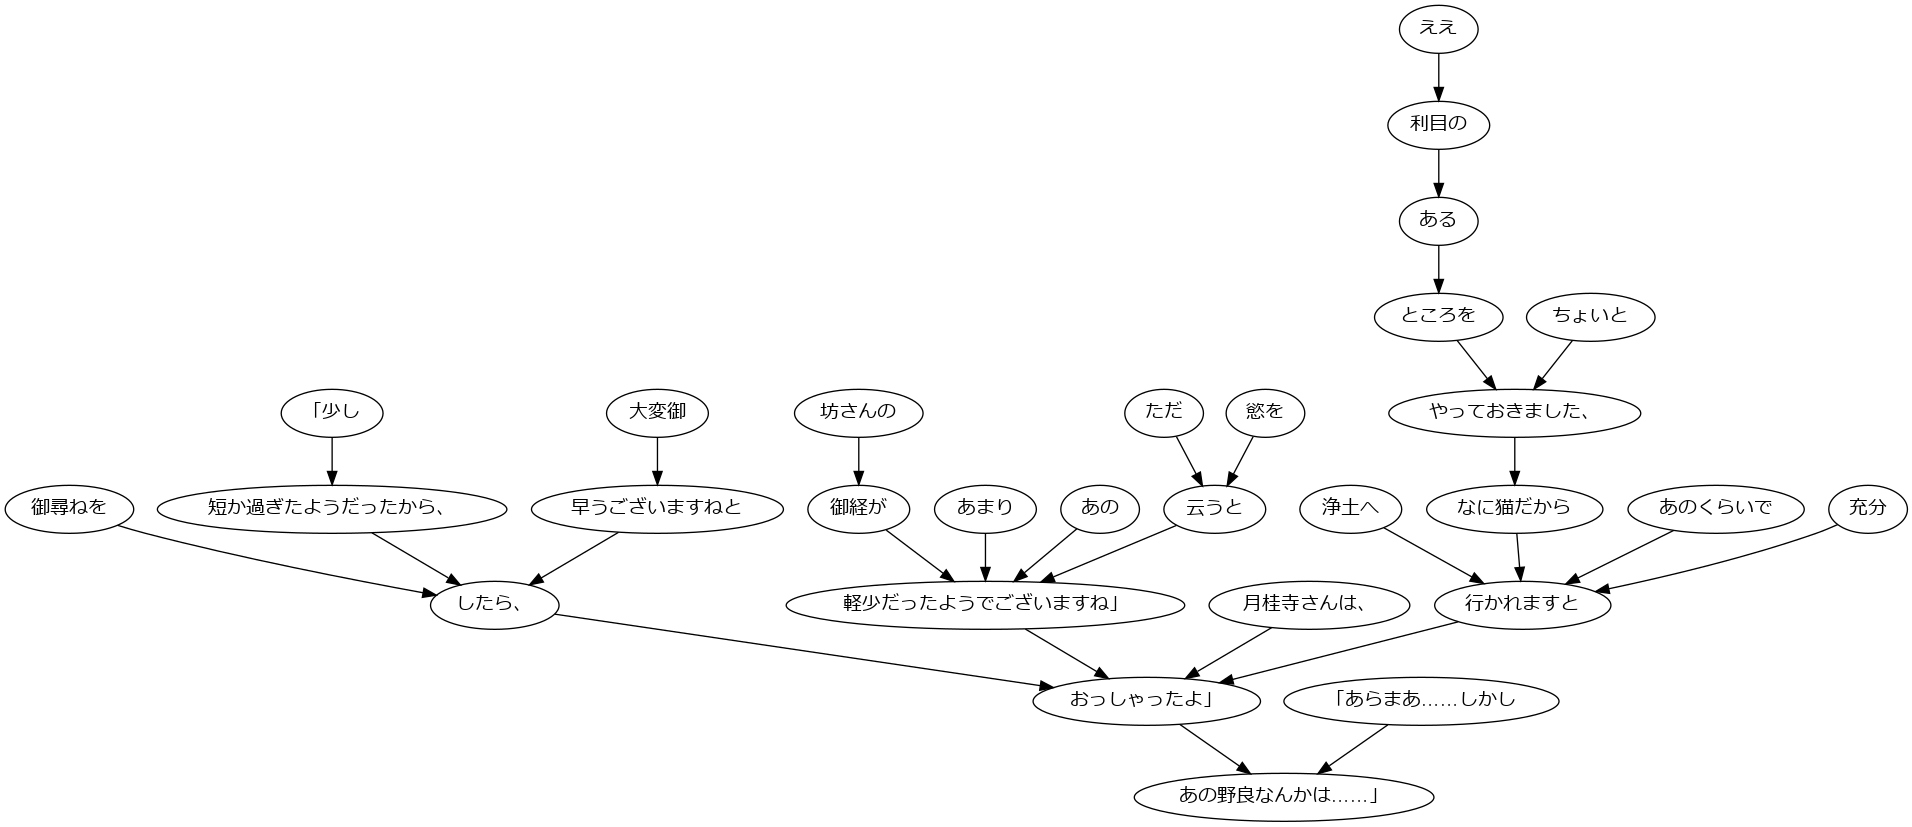 ええ
利目の
ある
ところを
ちょいと
「少し
大変御
坊さんの
ただ
慾を
やっておきました、
御尋ねを
短か過ぎたようだったから、
早うございますねと
御経が
あまり
あの
云うと
浄土へ
なに猫だから
あのくらいで
充分
したら、
軽少だったようでございますね」
月桂寺さんは、
行かれますと
おっしゃったよ」
「あらまあ……しかし
あの野良なんかは……」